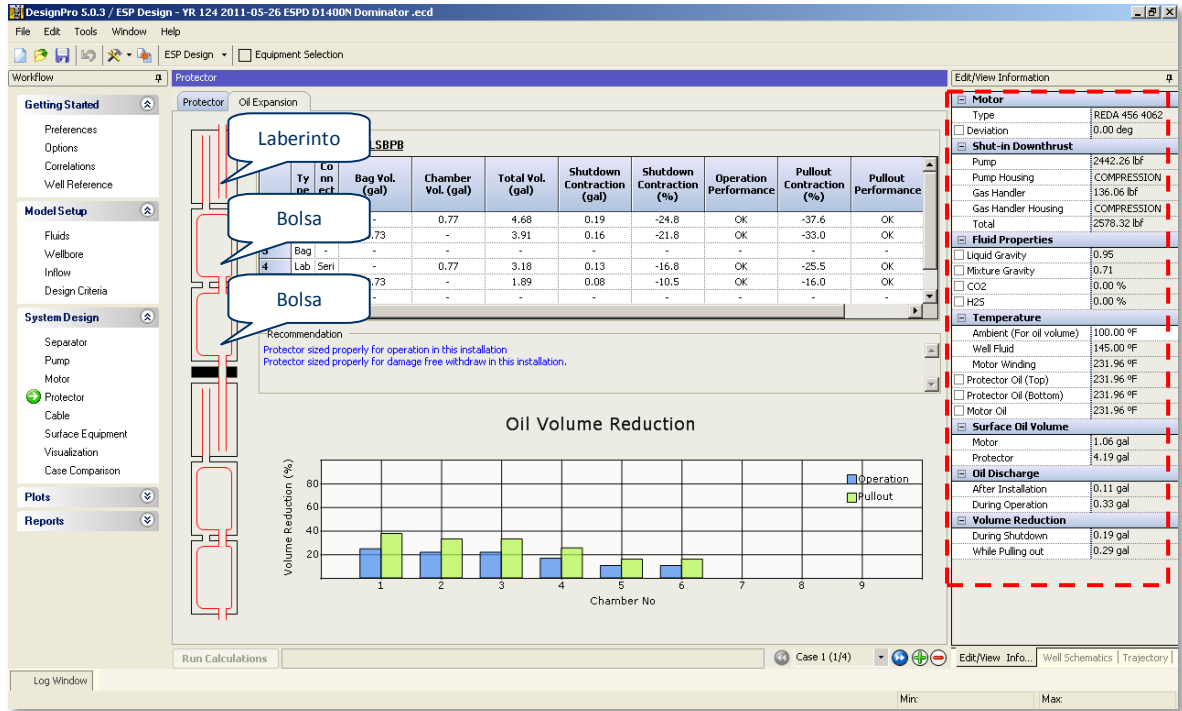 DesignPro 5.0.3 / ESP Design - YR 124 2011-05-26 ESPD D1400N Dominator .ecd
File Edit Tools Window Help
ESP Design Equipment Selection
Workflow
Getting Started
Preferences
Options
Correlations
Well Reference
Model Setup
Fluids
Wellbore
Inflow
Design Criteria
System Design
Separator
Pump
Motor
Protector
Cable
Surface Equipment
Visualization
Case Comparison
Plots
Reports
Protector
Protector Oil Expansion
Laberinto
Bolsa
Bolsa
LSBPB
Ty pe Co nn ect Bag Vol. (gal) Chamber Vol. (gal) Total Vol. (gal) Shutdown Contraction (gal) Shutdown Contraction (%) Operation Performance Pullout Contraction (%) Pullout Performance
- 0.77 4.68 0.19 -24.8 OK -37.6 OK
.73 - 3.91 0.16 -21.8 OK -33.0 OK
3 Bag - - - - - - - - -
4 Lab Seri - 0.77 3.18 0.13 -16.8 OK -25.5 OK
.73 - 1.89 0.08 -10.5 OK -16.0 OK
- - - - - - - -
Recommendation
Protector sized properly for operation in this installation
Protector sized properly for damage free withdraw in this installation.
Oil Volume Reduction
Volume Reduction (%)
80
60
40
20
Operation
Pullout
1 2 3 4 5 6 7 8 9
Chamber No
Run Calculations
Case 1 (1/4)
Edit/View Information
Motor
Type REDA 456 4062
Deviation 0.00 deg
Shut-in Downthrust
Pump 2442.26 lbf
Pump Housing COMPRESSION
Gas Handler 136.06 lbf
Gas Handler Housing COMPRESSION
Total 2578.32 lbf
Fluid Properties
Liquid Gravity 0.95
Mixture Gravity 0.71
CO2 0.00 %
H2S 0.00 %
Temperature
Ambient (For oil volume) 100.00 ºF
Well Fluid 145.00 ºF
Motor Winding 231.96 ºF
Protector Oil (Top) 231.96 ºF
Protector Oil (Bottom) 231.96 ºF
Motor Oil 231.96 ºF
Surface Oil Volume
Motor 1.06 gal
Protector 4.19 gal
Oil Discharge
After Installation 0.11 gal
During Operation 0.33 gal
Volume Reduction
During Shutdown 0.19 gal
While Pulling out 0.29 gal
Edit/View Info... Well Schematics Trajectory
Log Window
Min: Max: